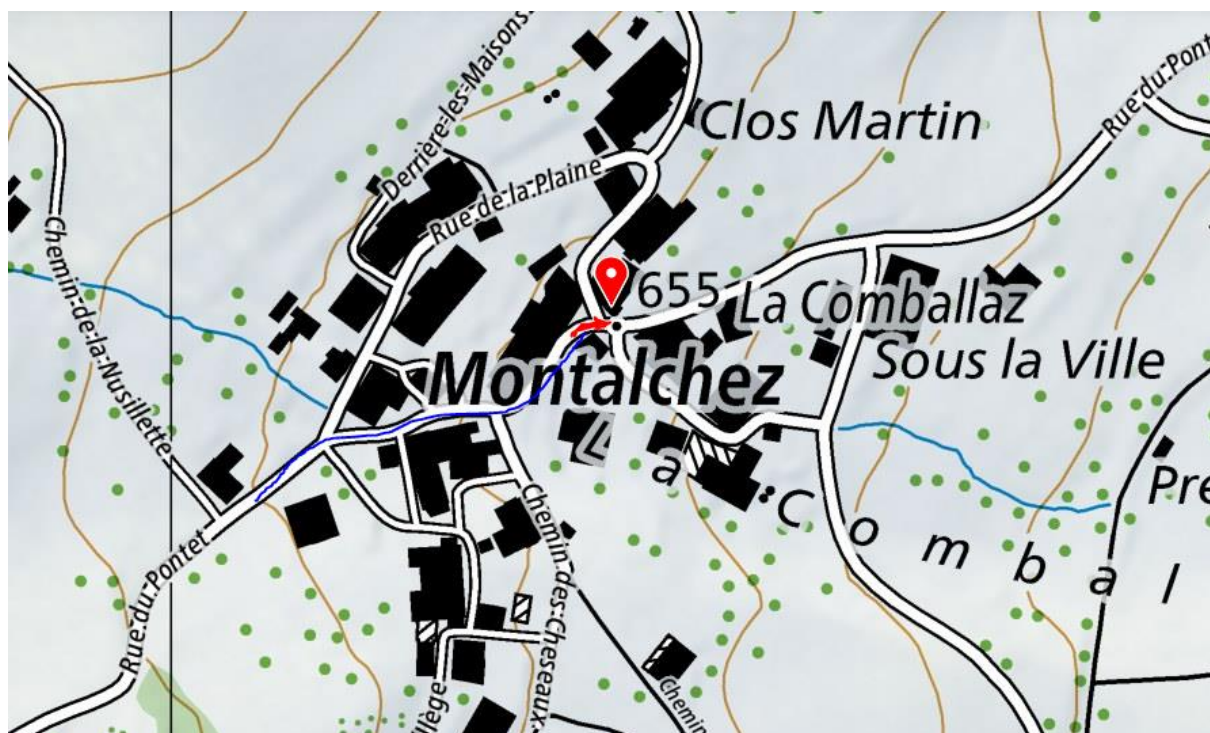 Derrière-les-Maisons
Clos Martin
Rue du Pont
Rue de la Plaine
Chemin-de-la-Nusillette
655
La Comballaz
Montalchez
Sous la Ville
La Combal
Pré
Rue du Pontet
Chemin-des-Cheseaux
Chemin
llège